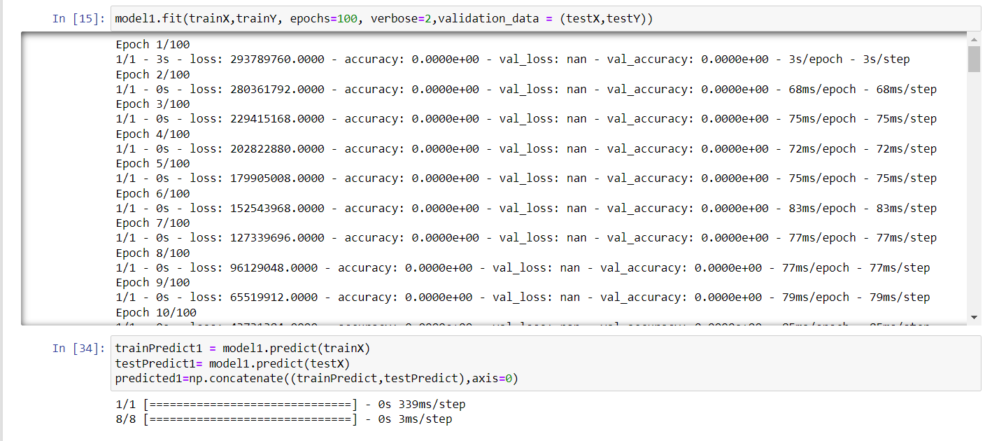 In [15]: model1.fit(trainX,trainY, epochs=100, verbose=2,validation_data = (testX,testY))
Epoch 1/100
1/1 - 3s - loss: 293789760.0000 - accuracy: 0.0000e+00 - val_loss: nan - val_accuracy: 0.0000e+00 - 3s/epoch - 3s/step
Epoch 2/100
1/1 - 0s - loss: 280361792.0000 - accuracy: 0.0000e+00 - val_loss: nan - val_accuracy: 0.0000e+00 - 68ms/epoch - 68ms/step
Epoch 3/100
1/1 - 0s - loss: 229415168.0000 - accuracy: 0.0000e+00 - val_loss: nan - val_accuracy: 0.0000e+00 - 75ms/epoch - 75ms/step
Epoch 4/100
1/1 - 0s - loss: 202822880.0000 - accuracy: 0.0000e+00 - val_loss: nan - val_accuracy: 0.0000e+00 - 72ms/epoch - 72ms/step
Epoch 5/100
1/1 - 0s - loss: 179905008.0000 - accuracy: 0.0000e+00 - val_loss: nan - val_accuracy: 0.0000e+00 - 75ms/epoch - 75ms/step
Epoch 6/100
1/1 - 0s - loss: 152543968.0000 - accuracy: 0.0000e+00 - val_loss: nan - val_accuracy: 0.0000e+00 - 83ms/epoch - 83ms/step
Epoch 7/100
1/1 - 0s - loss: 127339696.0000 - accuracy: 0.0000e+00 - val_loss: nan - val_accuracy: 0.0000e+00 - 77ms/epoch - 77ms/step
Epoch 8/100
1/1 - 0s - loss: 96129048.0000 - accuracy: 0.0000e+00 - val_loss: nan - val_accuracy: 0.0000e+00 - 77ms/epoch - 77ms/step
Epoch 9/100
1/1 - 0s - loss: 65519912.0000 - accuracy: 0.0000e+00 - val_loss: nan - val_accuracy: 0.0000e+00 - 79ms/epoch - 79ms/step
Epoch 10/100
In [34]: trainPredict1 = model1.predict(trainX)
testPredict1= model1.predict(testX)
predicted1=np.concatenate((trainPredict,testPredict),axis=0)
1/1 [==============================] - 0s 339ms/step
8/8 [==============================] - 0s 3ms/step